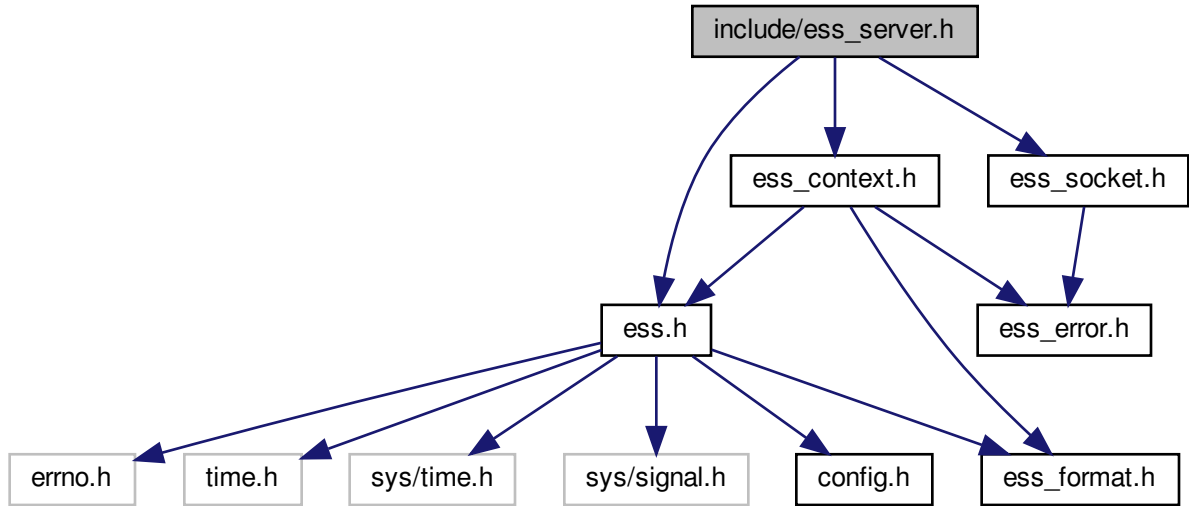 include/ess_server.h
ess_context.h
ess_socket.h
ess.h
ess_error.h
errno.h
time.h
sys/time.h
sys/signal.h
config.h
ess_format.h